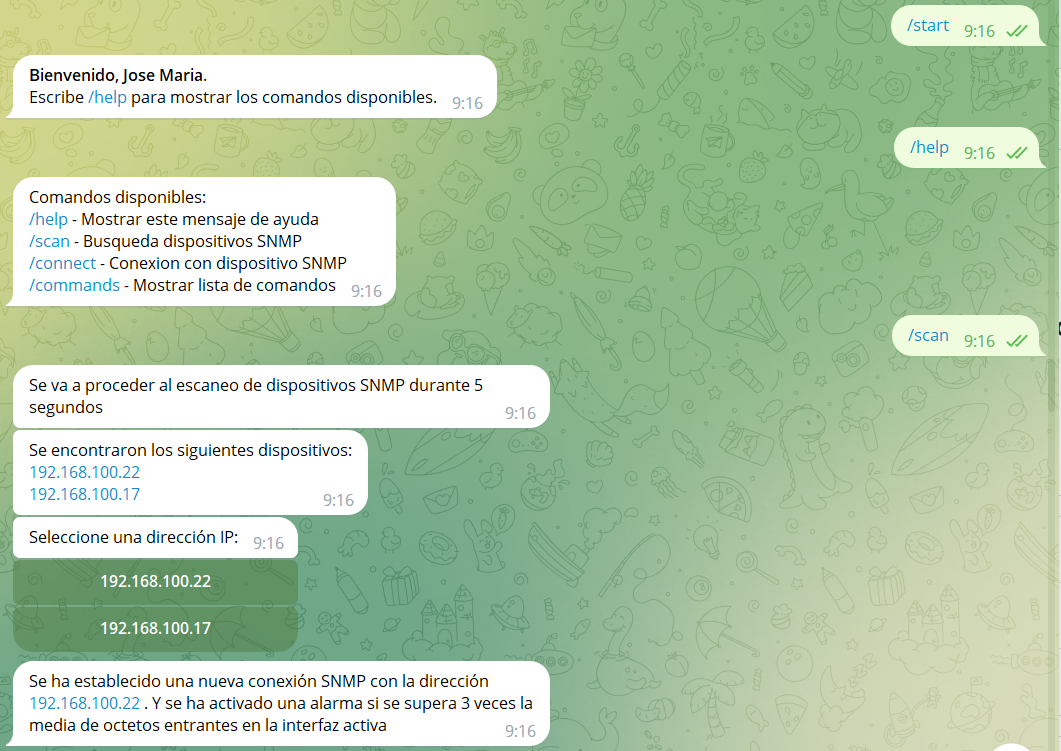 /start 9:16
Bienvenido, Jose Maria.
Escribe /help para mostrar los comandos disponibles. 9:16
/help 9:16
Comandos disponibles:
/help - Mostrar este mensaje de ayuda
/scan - Busqueda dispositivos SNMP
/connect - Conexion con dispositivo SNMP
/commands - Mostrar lista de comandos 9:16
/scan 9:16
Se va a proceder al escaneo de dispositivos SNMP durante 5
segundos 9:16
Se encontraron los siguientes dispositivos:
192.168.100.22
192.168.100.17 9:16
Seleccione una dirección IP: 9:16
192.168.100.22
192.168.100.17
Se ha establecido una nueva conexión SNMP con la dirección
192.168.100.22 . Y se ha activado una alarma si se supera 3 veces la
media de octetos entrantes en la interfaz activa 9:16